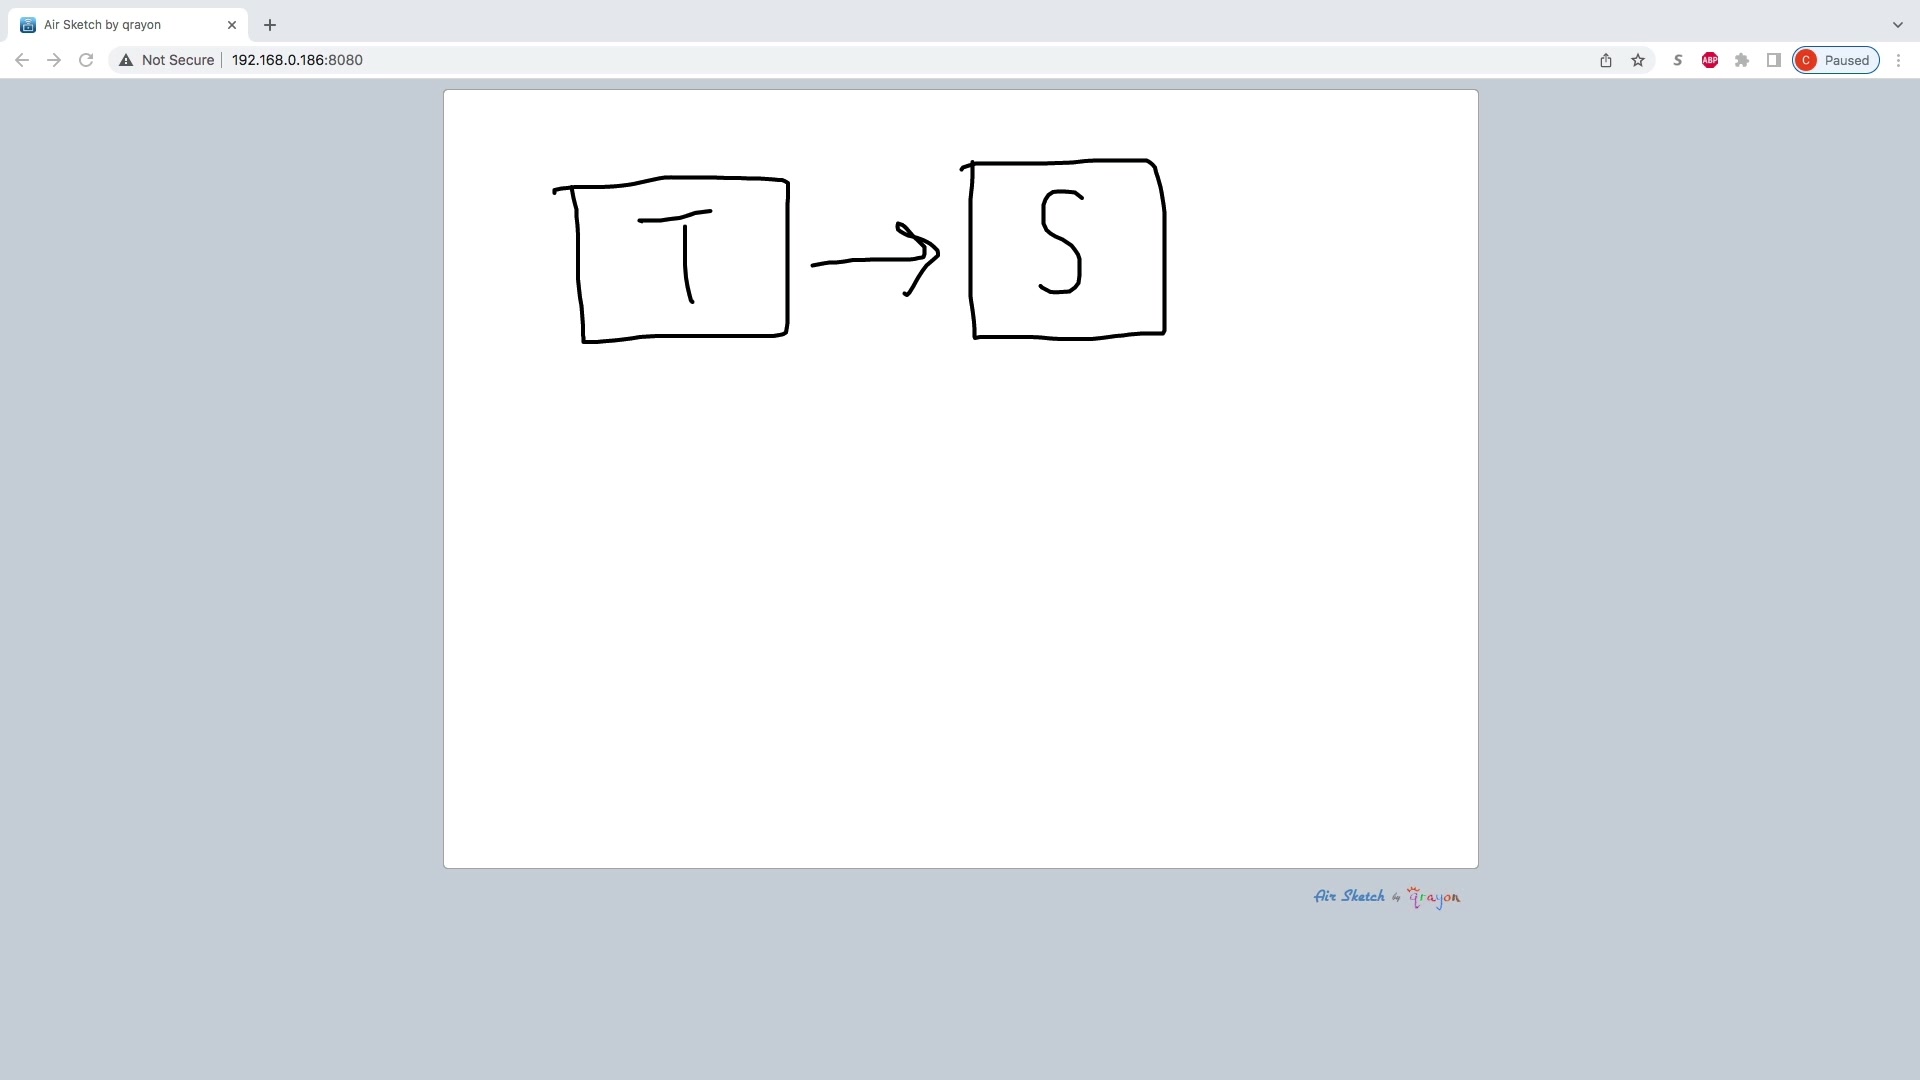 Air Sketch by qrayon
Not Secure 192.168.0.186:8080
S
ABP
C Paused
T S
Air Sketch by qrayon